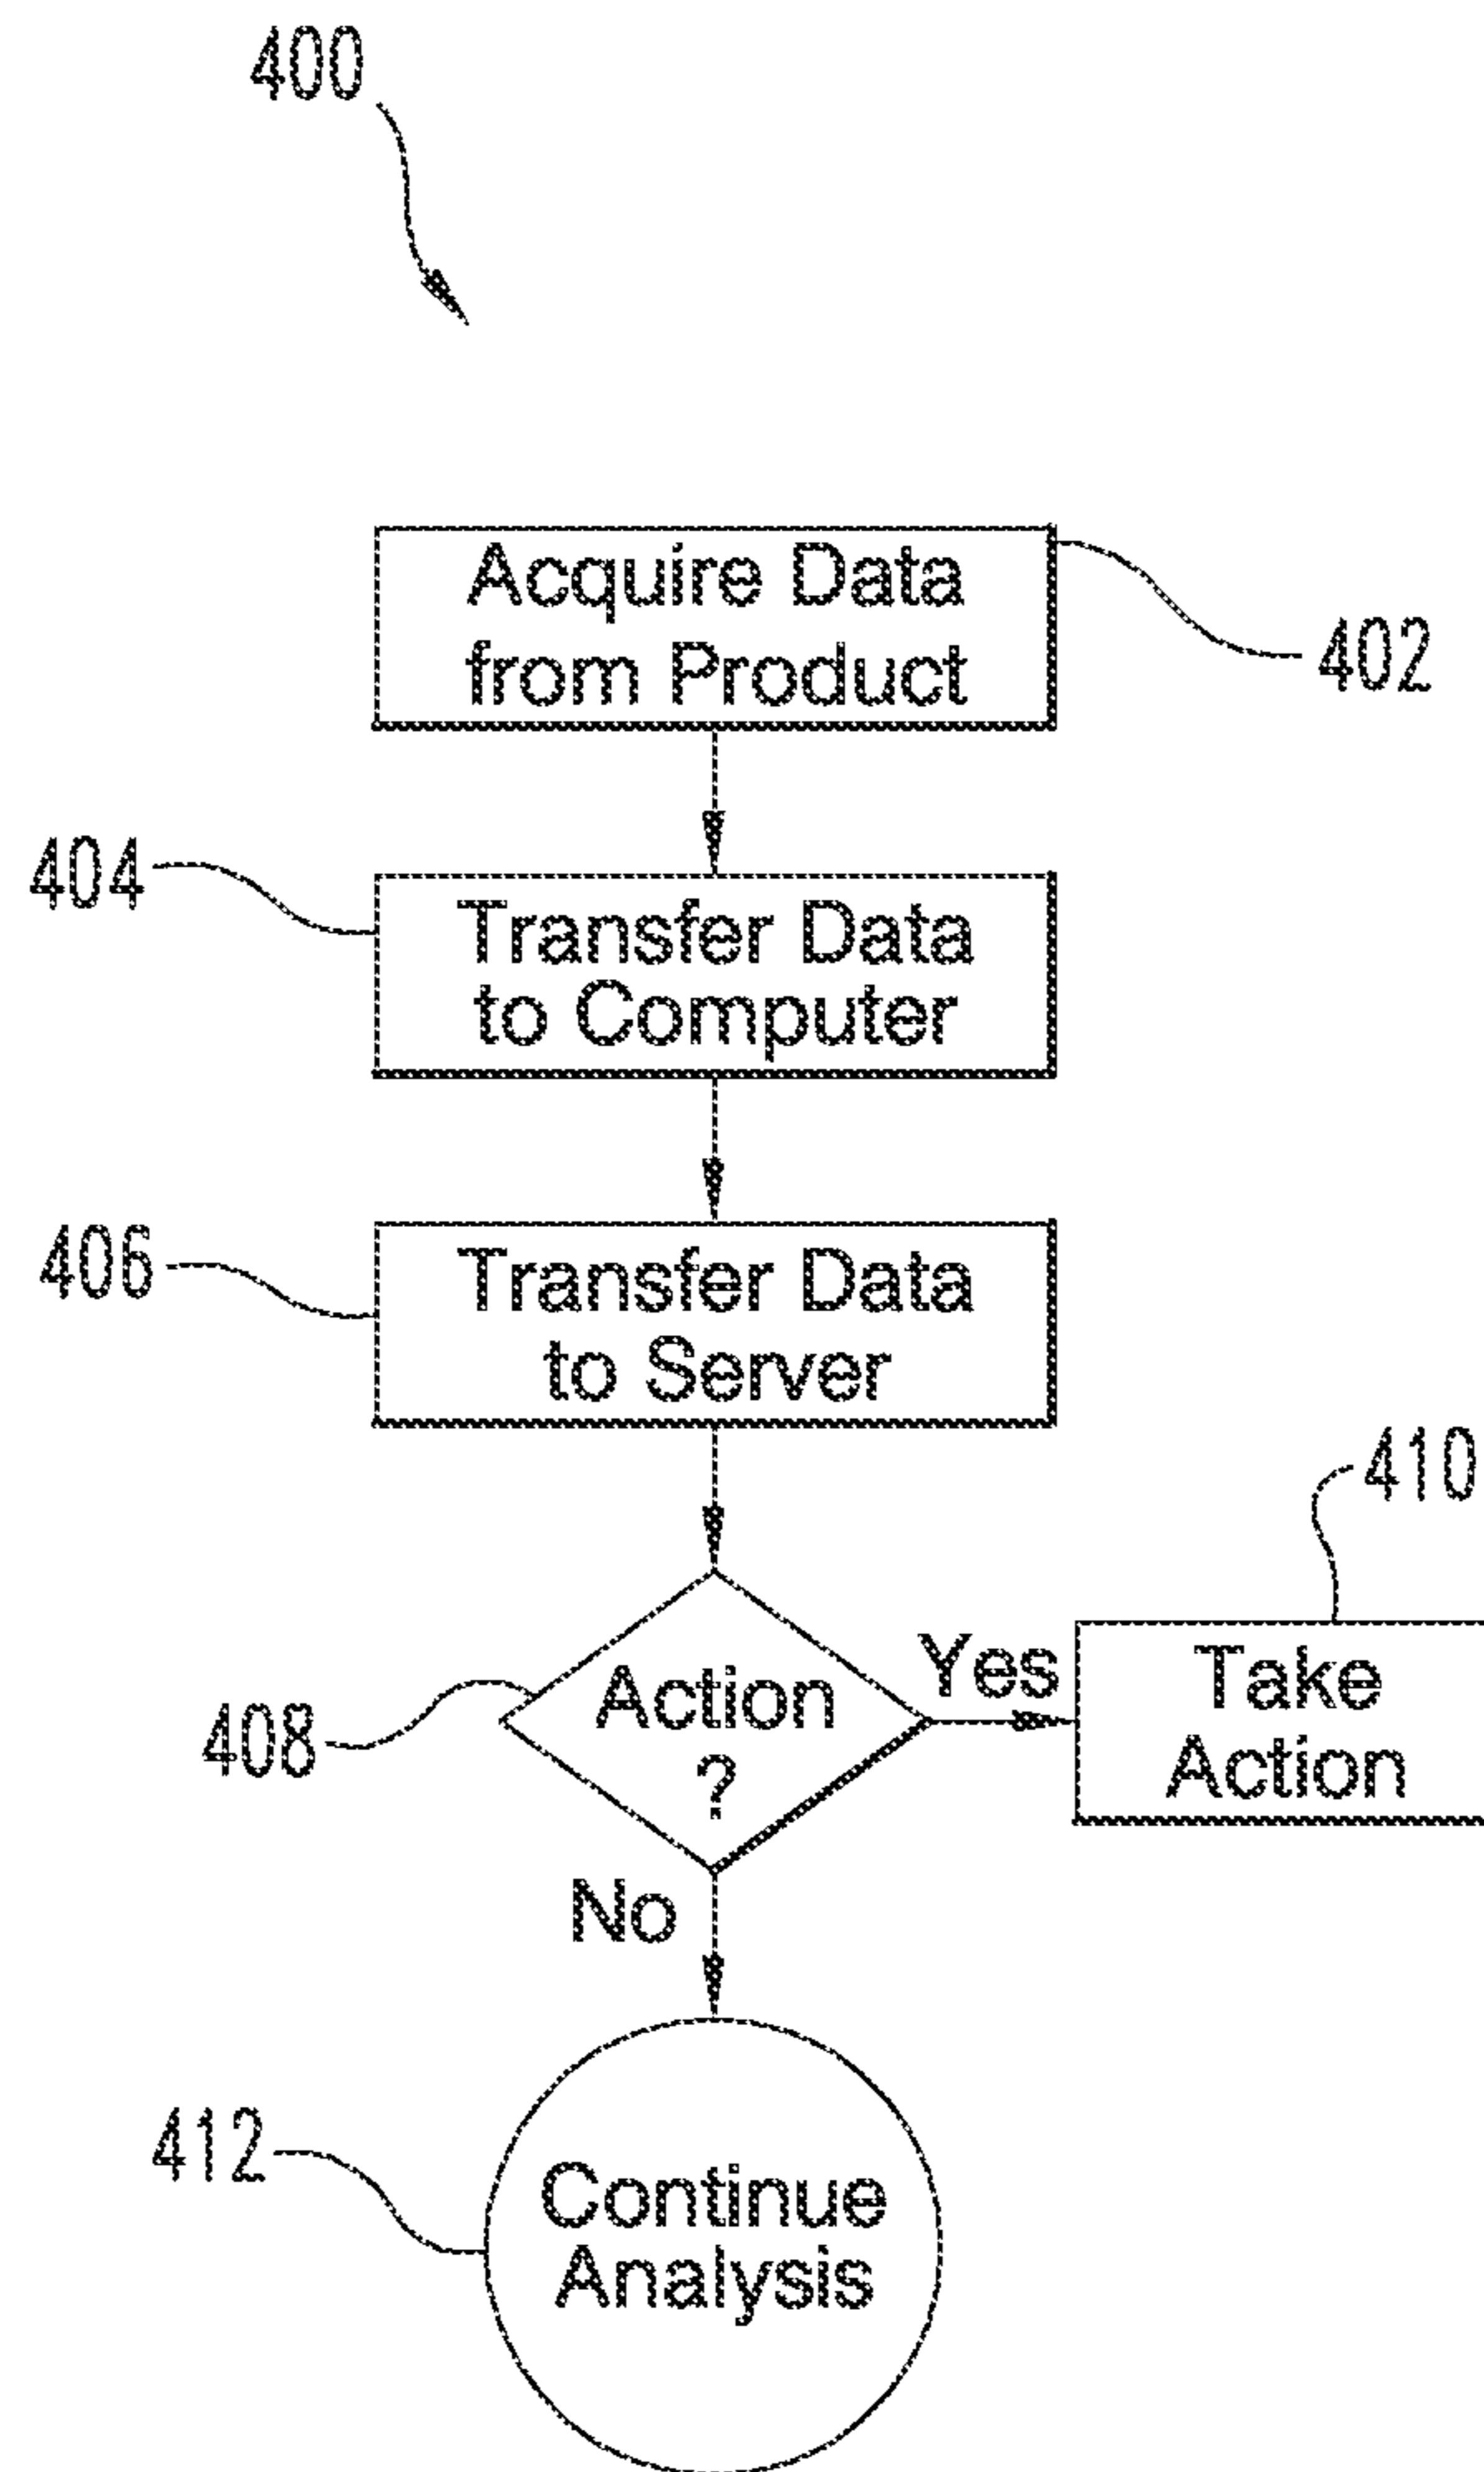 400
Acquire Data
from Product
402
404
Transfer Data
to Computer
406
Transfer Data
to Server
410
408
Action
?
Yes
Take
Action
No
412
Continue
Analysis